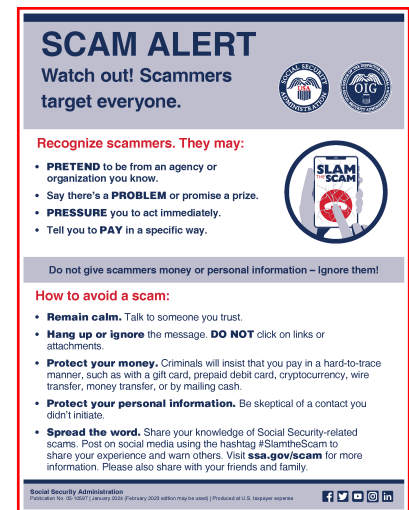 SCAM ALERT
Watch out! Scammers
target everyone.
SOCIAL SECURITY
USA
ADMINISTRATION
OIG
Recognize scammers. They may:
• PRETEND to be from an agency or
organization you know.
• Say there's a PROBLEM or promise a prize.
• PRESSURE you to act immediately.
• Tell you to PAY in a specific way.
SLAM
THE
SCAM
Do not give scammers money or personal information – Ignore them!
How to avoid a scam:
• Remain calm. Talk to someone you trust.
• Hang up or ignore the message. DO NOT click on links or
attachments.
• Protect your money. Criminals will insist that you pay in a hard-to-trace
manner, such as with a gift card, prepaid debit card, cryptocurrency, wire
transfer, money transfer, or by mailing cash.
• Protect your personal information. Be skeptical of a contact you
didn't initiate.
• Spread the word. Share your knowledge of Social Security-related
scams. Post on social media using the hashtag #SlamtheScam to
share your experience and warn others. Visit ssa.gov/scam for more
information. Please also share with your friends and family.
Social Security Administration
Publication No. 05-10597 | January 2024 (February 2023 edition may be used) | Produced at U.S. taxpayer expense